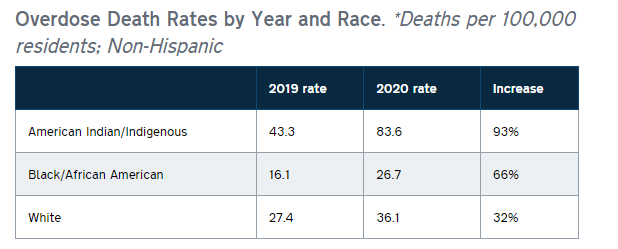 Overdose Death Rates by Year and Race. *Deaths per 100,000
residents; Non-Hispanic
2019 rate 2020 rate Increase
American Indian/Indigenous 43.3 83.6 93%
Black/African American 16.1 26.7 66%
White 27.4 36.1 32%